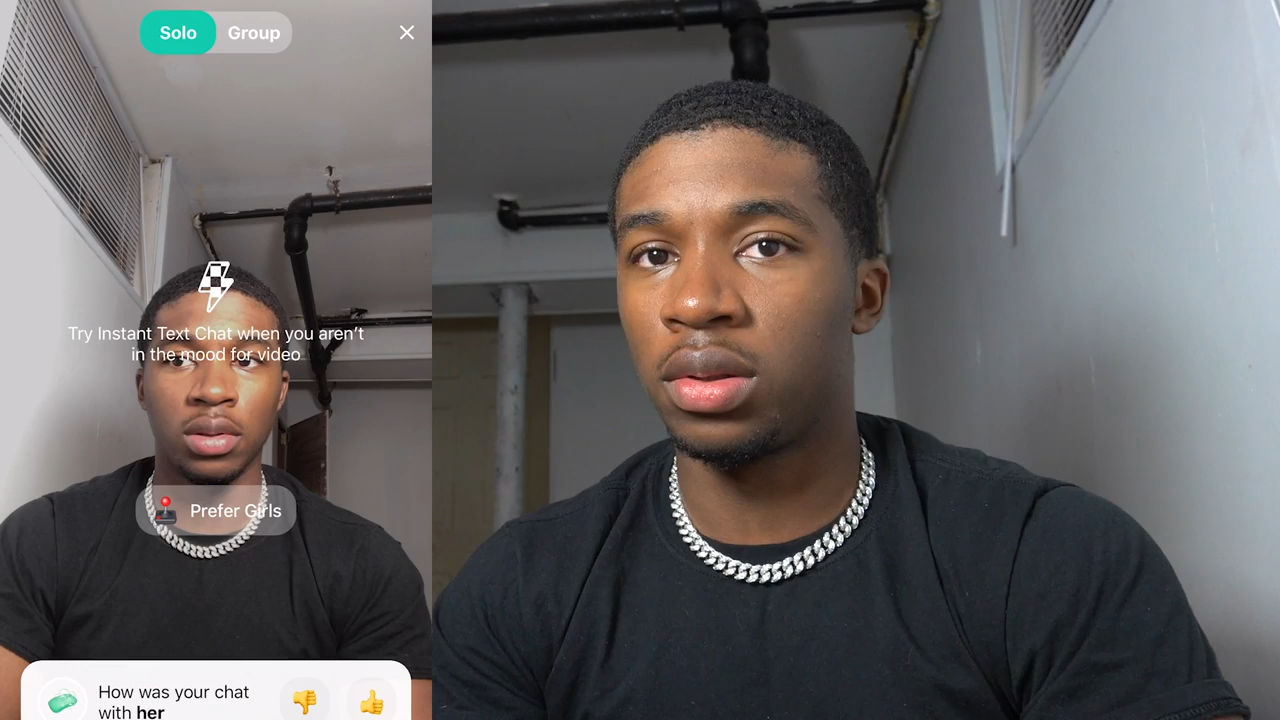 Solo Group
Try Instant Text Chat when you aren’t
in the mood for video
Prefer Girls
How was your chat
with her